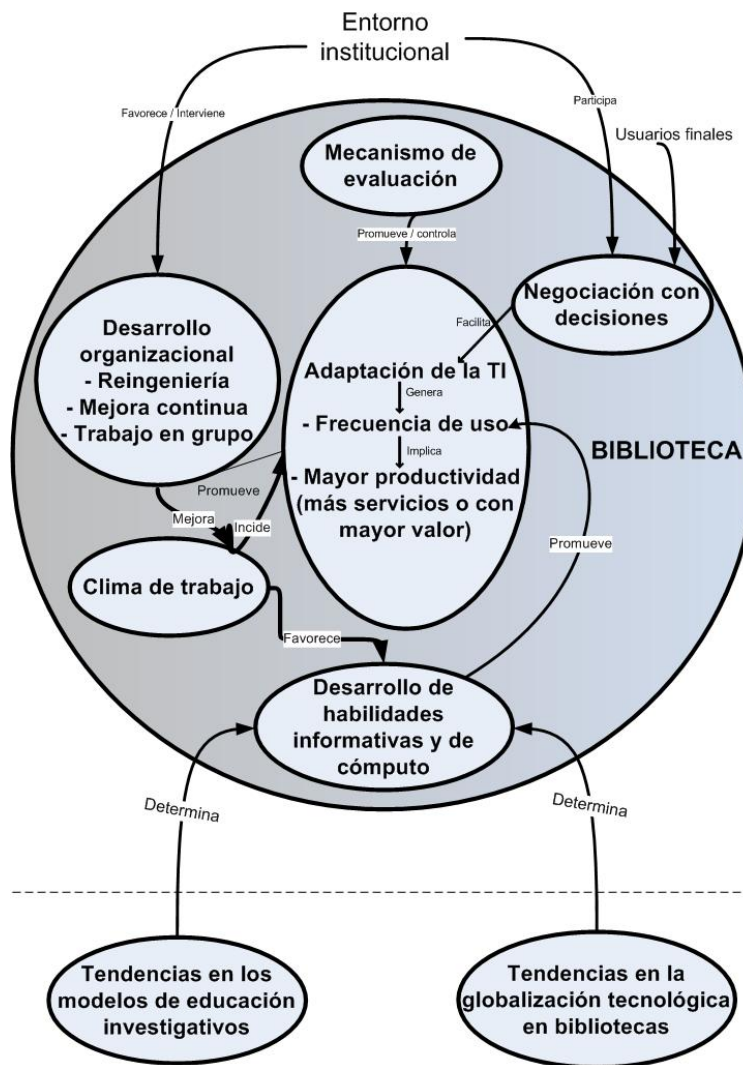 Entorno
institucional
Favorece / Interviene
Participa
Usuarios finales
Mecanismo de
evaluación
Promueve / controla
Negociación con
decisiones
Desarrollo
organizacional
- Reingeniería
- Mejora continua
- Trabajo en grupo
Facilita
Adaptación de la TI
Genera
- Frecuencia de uso
Implica
- Mayor productividad
(más servicios o con
mayor valor)
BIBLIOTECA
Promueve
Mejora
Incide
Promueve
Clima de trabajo
Favorece
Desarrollo de
habilidades
informativas y de
cómputo
Determina
Determina
Tendencias en los
modelos de educación
investigativos
Tendencias en la
globalización tecnológica
en bibliotecas